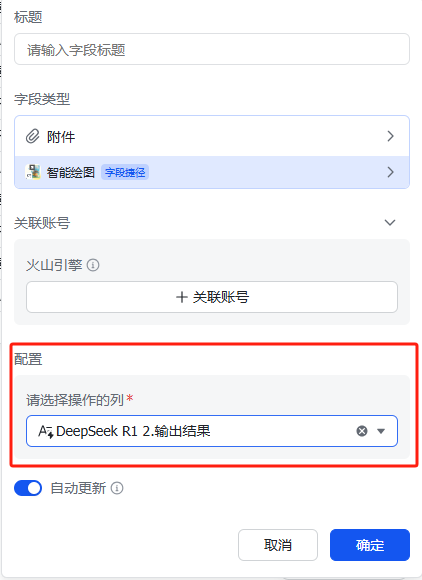 标题
请输入字段标题
字段类型
附件
智能绘图 字段捷径
关联账号
火山引擎
关联账号
配置
请选择操作的列*
DeepSeek R1 2.输出结果
自动更新
取消 确定